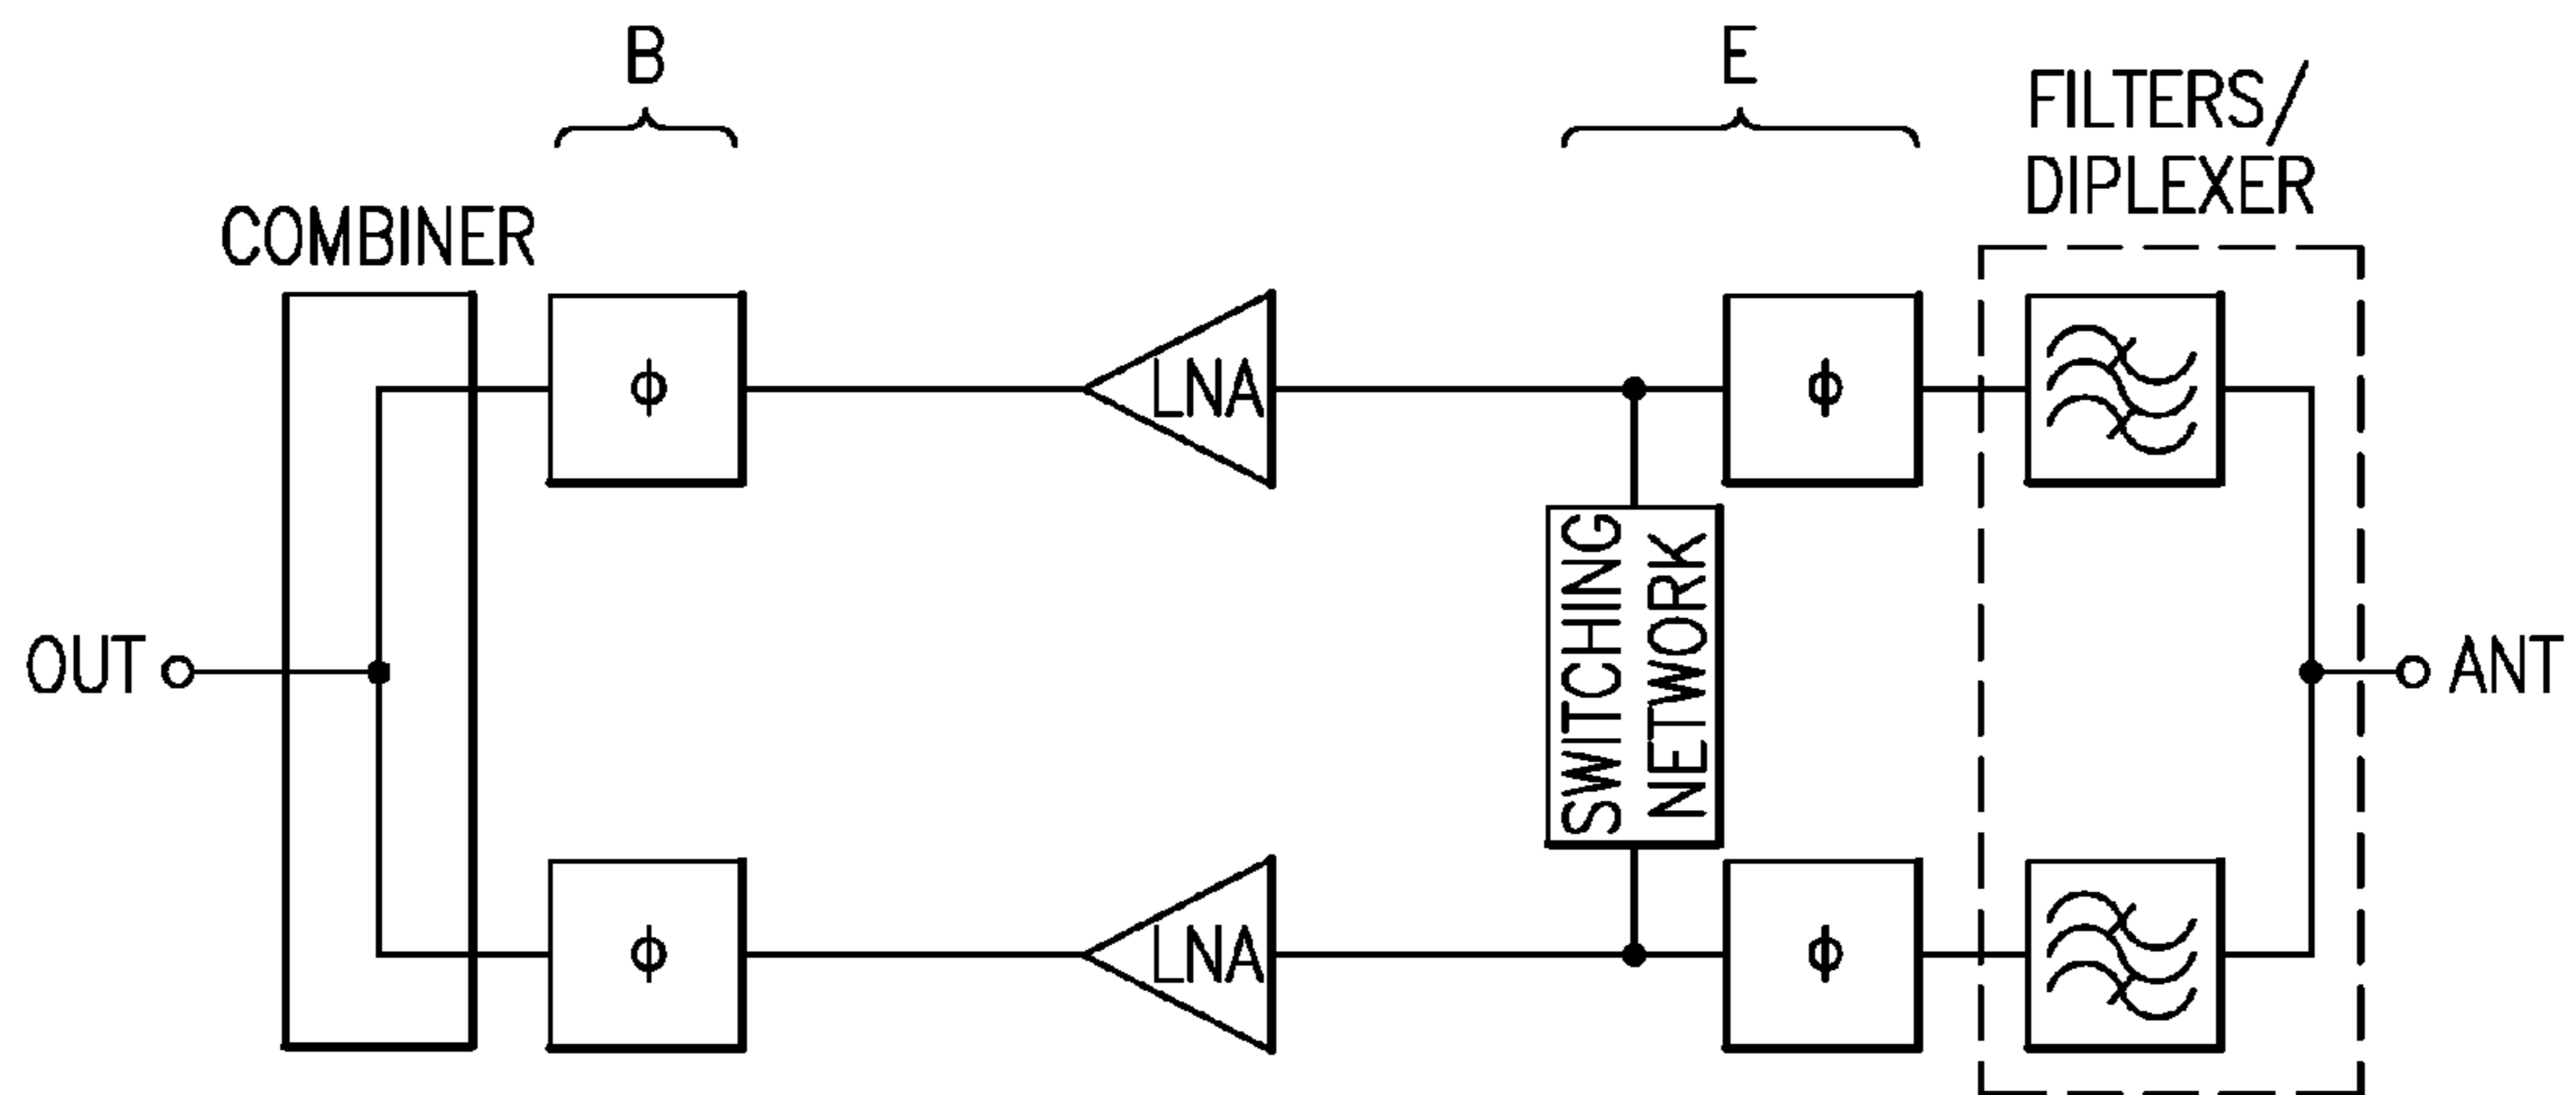 B
E
FILTERS/
DIPLEXER
COMBINER
ϕ
LNA
ϕ
SWITCHING
NETWORK
OUT
ANT
ϕ
LNA
ϕ